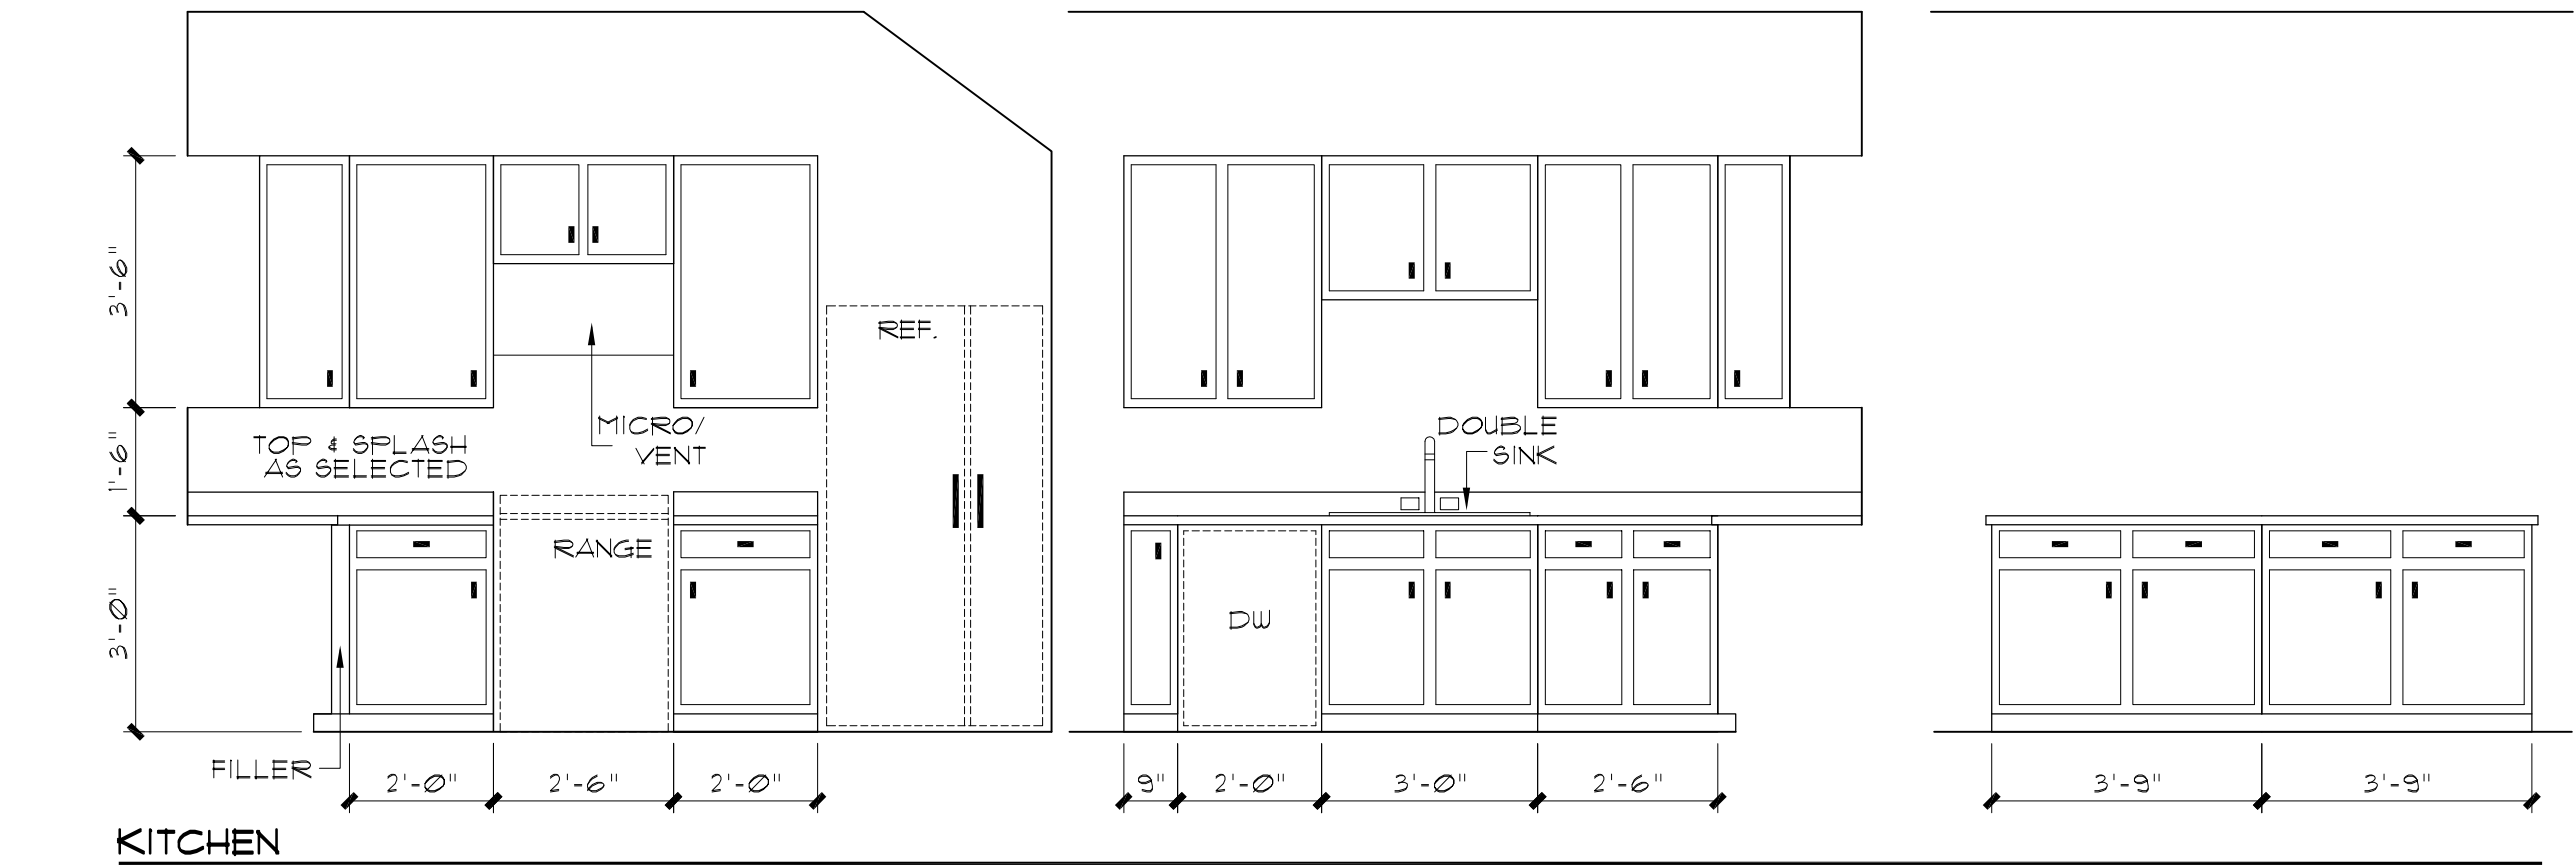 3'-6"
1'-6"
3'-0"
TOP & SPLASH
AS SELECTED
MICRO/
VENT
REF.
RANGE
FILLER
2'-0"
2'-6"
2'-0"
DOUBLE
SINK
DW
9"
2'-0"
3'-0"
2'-6"
3'-9"
3'-9"
KITCHEN